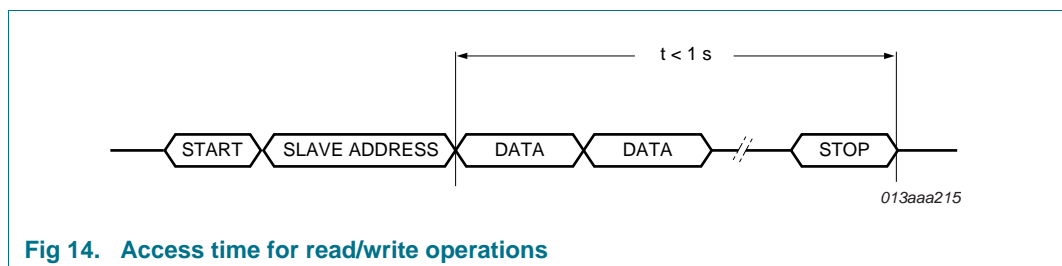 t < 1 s
START SLAVE ADDRESS DATA DATA STOP
013aaa215
Fig 14. Access time for read/write operations